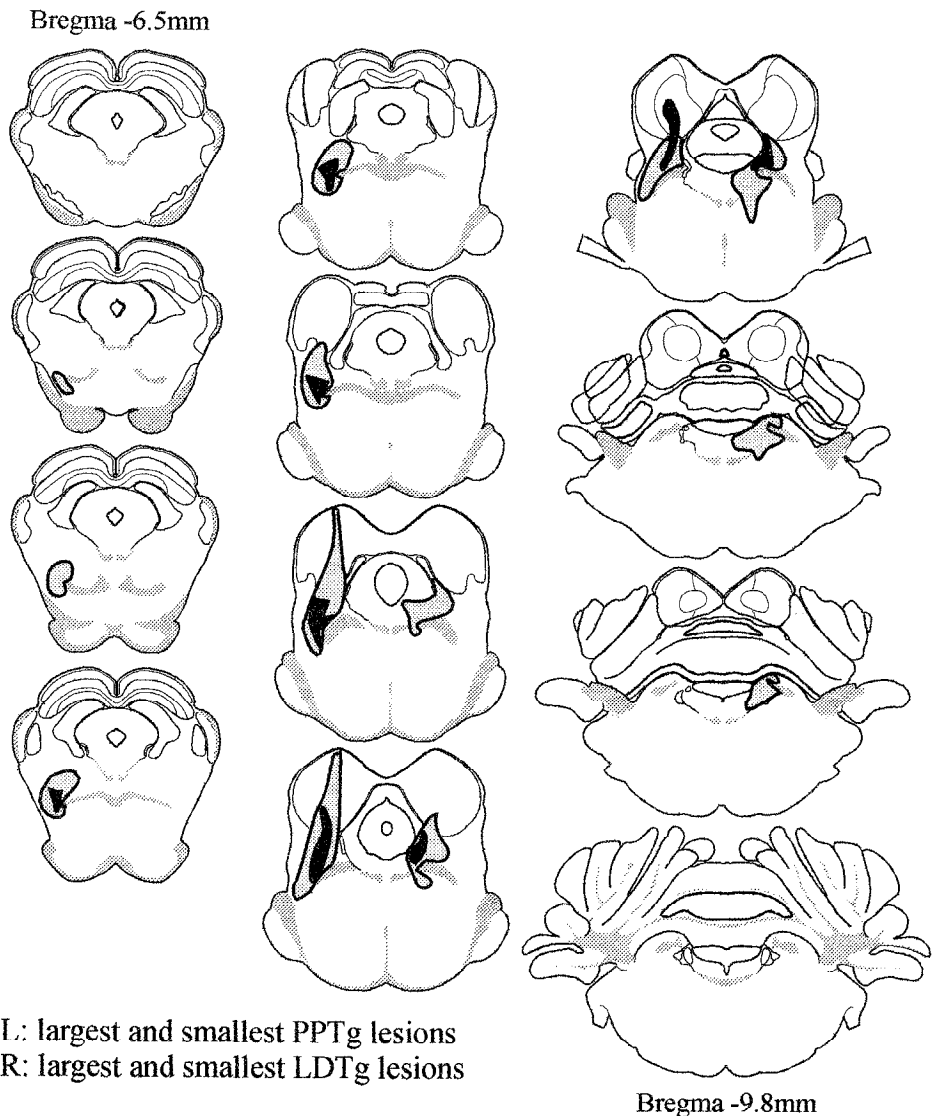 Bregma -6.5mm
L: largest and smallest PPTg lesions
R: largest and smallest LDTg lesions
Bregma -9.8mm